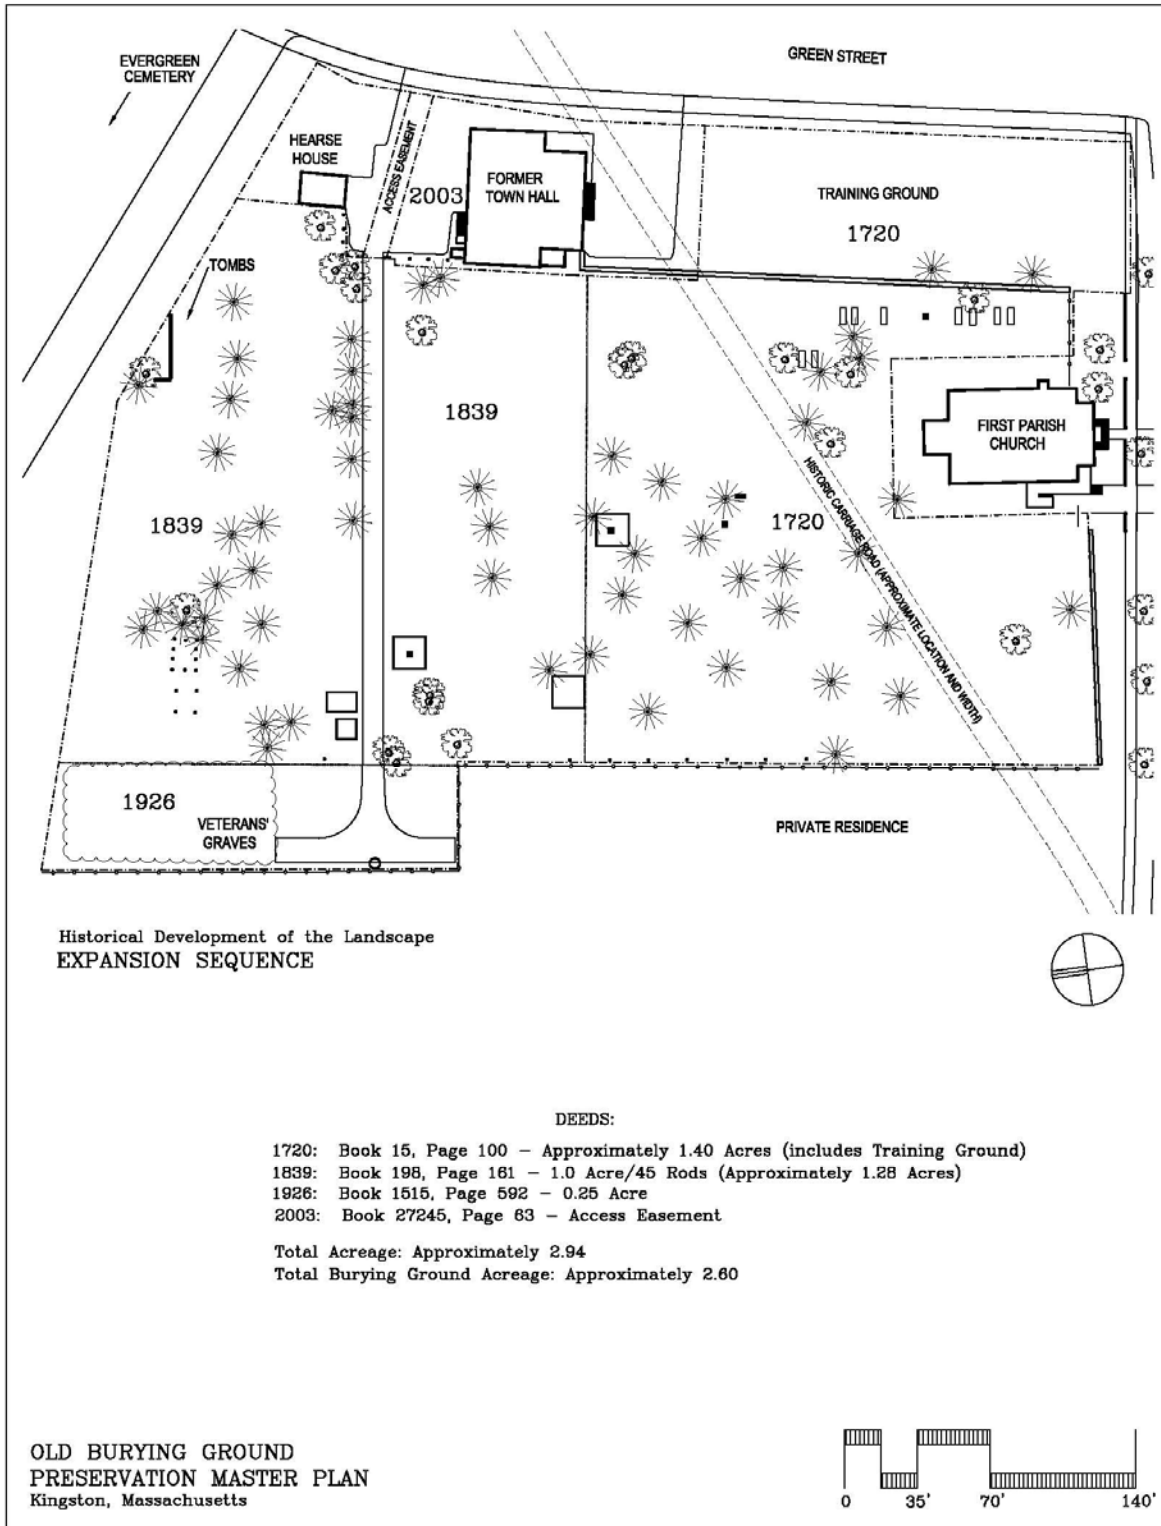 EVERGREEN
CEMETERY
GREEN STREET
HEARSE
HOUSE
ACCESS EASEMENT
2003
FORMER
TOWN HALL
TRAINING GROUND
1720
TOMBS
1839
FIRST PARISH
CHURCH
1839
1720
HISTORIC CARRIAGE ROAD (APPROXIMATE LOCATION AND WIDTH)
1926
VETERANS'
GRAVES
PRIVATE RESIDENCE
Historical Development of the Landscape
EXPANSION SEQUENCE
DEEDS:
1720: Book 15, Page 100 – Approximately 1.40 Acres (includes Training Ground)
1839: Book 198, Page 161 – 1.0 Acre/45 Rods (Approximately 1.28 Acres)
1926: Book 1515, Page 592 – 0.25 Acre
2003: Book 27245, Page 63 – Access Easement
Total Acreage: Approximately 2.94
Total Burying Ground Acreage: Approximately 2.60
OLD BURYING GROUND
PRESERVATION MASTER PLAN
Kingston, Massachusetts
0 35' 70' 140'